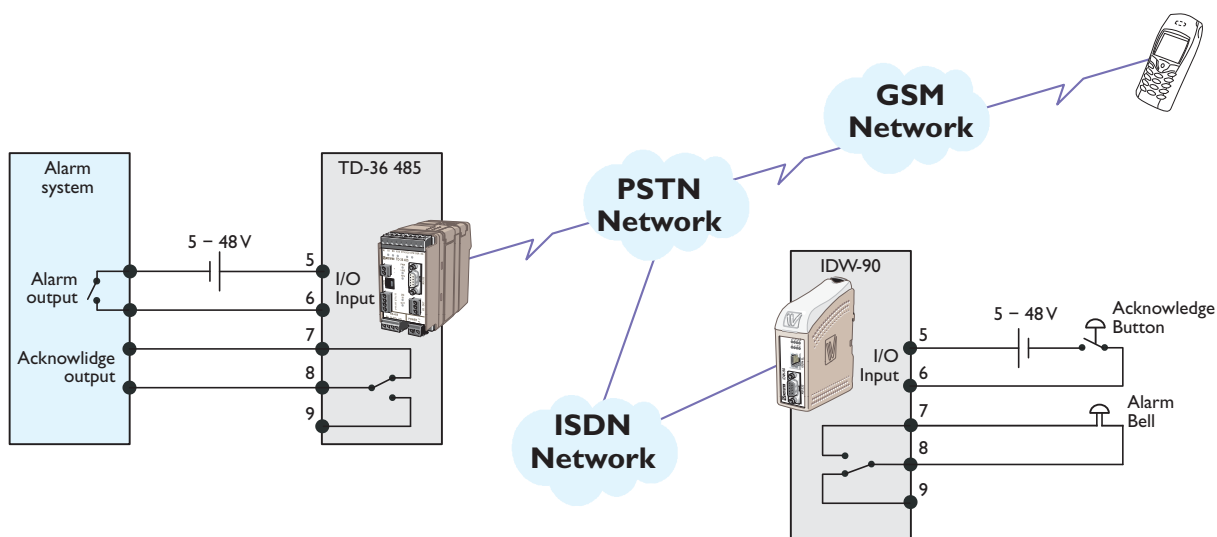 GSM
Network
PSTN
Network
ISDN
Network
Alarm
system
5 – 48 V
Alarm
output
Acknowlidge
output
TD-36 485
5
I/O
Input
6
7
8
9
IDW-90
5
I/O
Input
6
7
8
9
5 – 48 V
Acknowledge
Button
Alarm
Bell